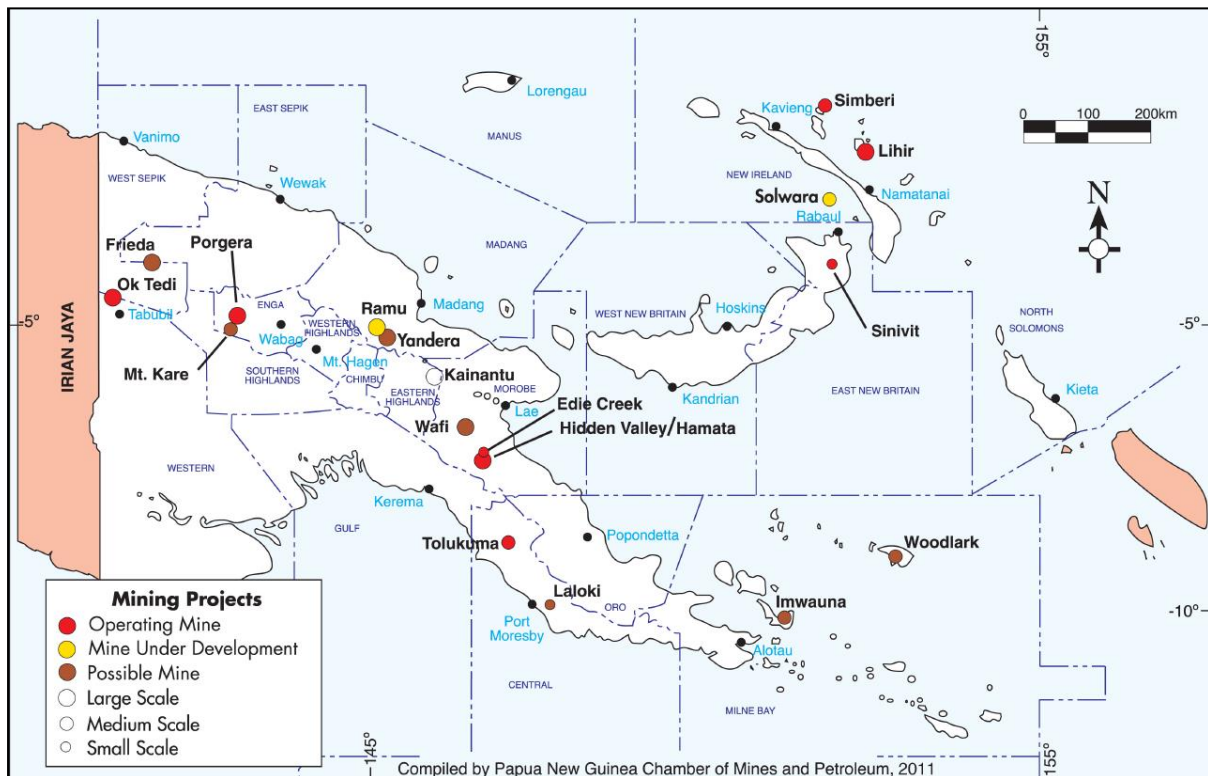 155°
Lorengau
Kavieng
Simberi
0 100 200km
EAST SEPIK
MANUS
Vanimo
Lihir
WEST SEPIK
NEW IRELAND
Wewak
Solwara
Namatanai
N
Rabaul
Frieda
Porgera
MADANG
Ok Tedi
ENGA
Ramu
Madang
WEST NEW BRITAIN
Hoskins
Sinivit
NORTH
SOLOMONS
Tabubil
-5°
Wabag
WESTERN
HIGHLANDS
Yandera
-5°
IRIAN JAYA
Mt. Kare
SOUTHERN
HIGHLANDS
Mt. Hagen
CHIMBU
Kainantu
EASTERN
HIGHLANDS
MOROBE
Kandrian
EAST NEW BRITAIN
Kieta
Lae
Edie Creek
Wafi
Hidden Valley/Hamata
WESTERN
Kerema
GULF
Tolukuma
Popondetta
Woodlark
Laloki
ORO
Imwauna
-10°
Port
Moresby
Alotau
CENTRAL
MILNE BAY
Mining Projects
Operating Mine
Mine Under Development
Possible Mine
Large Scale
Medium Scale
Small Scale
145°
155°
Compiled by Papua New Guinea Chamber of Mines and Petroleum, 2011